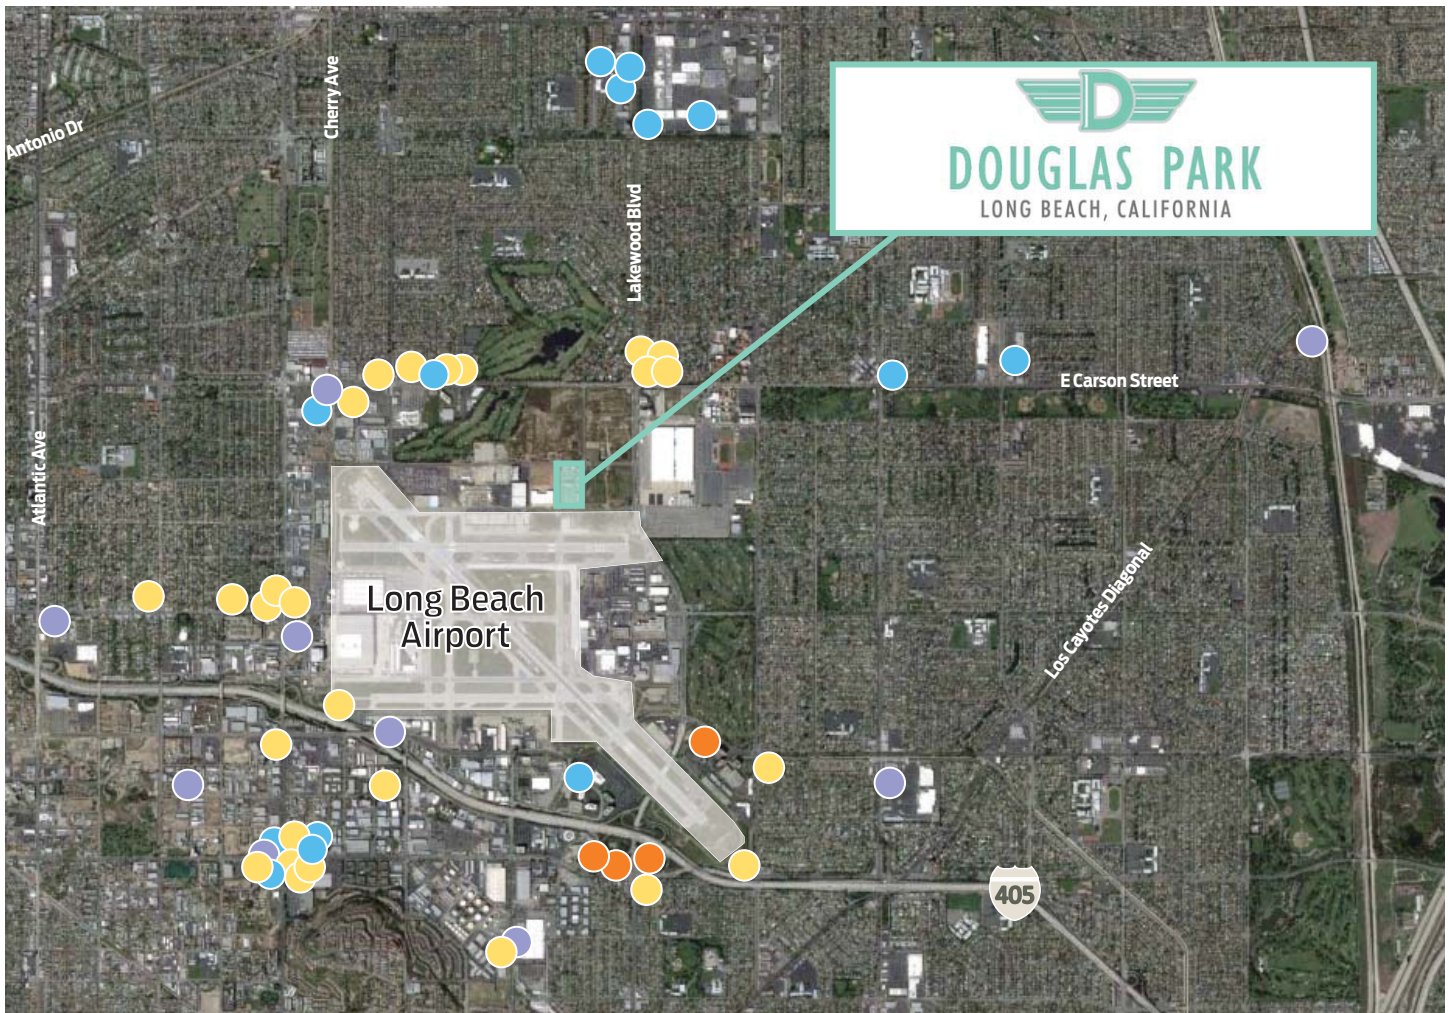 Cherry Ave
Antonio Dr
D
DOUGLAS PARK
LONG BEACH, CALIFORNIA
Lakewood Blvd
E Carson Street
Atlantic Ave
Long Beach
Airport
Los Cayotes Diagonal
405